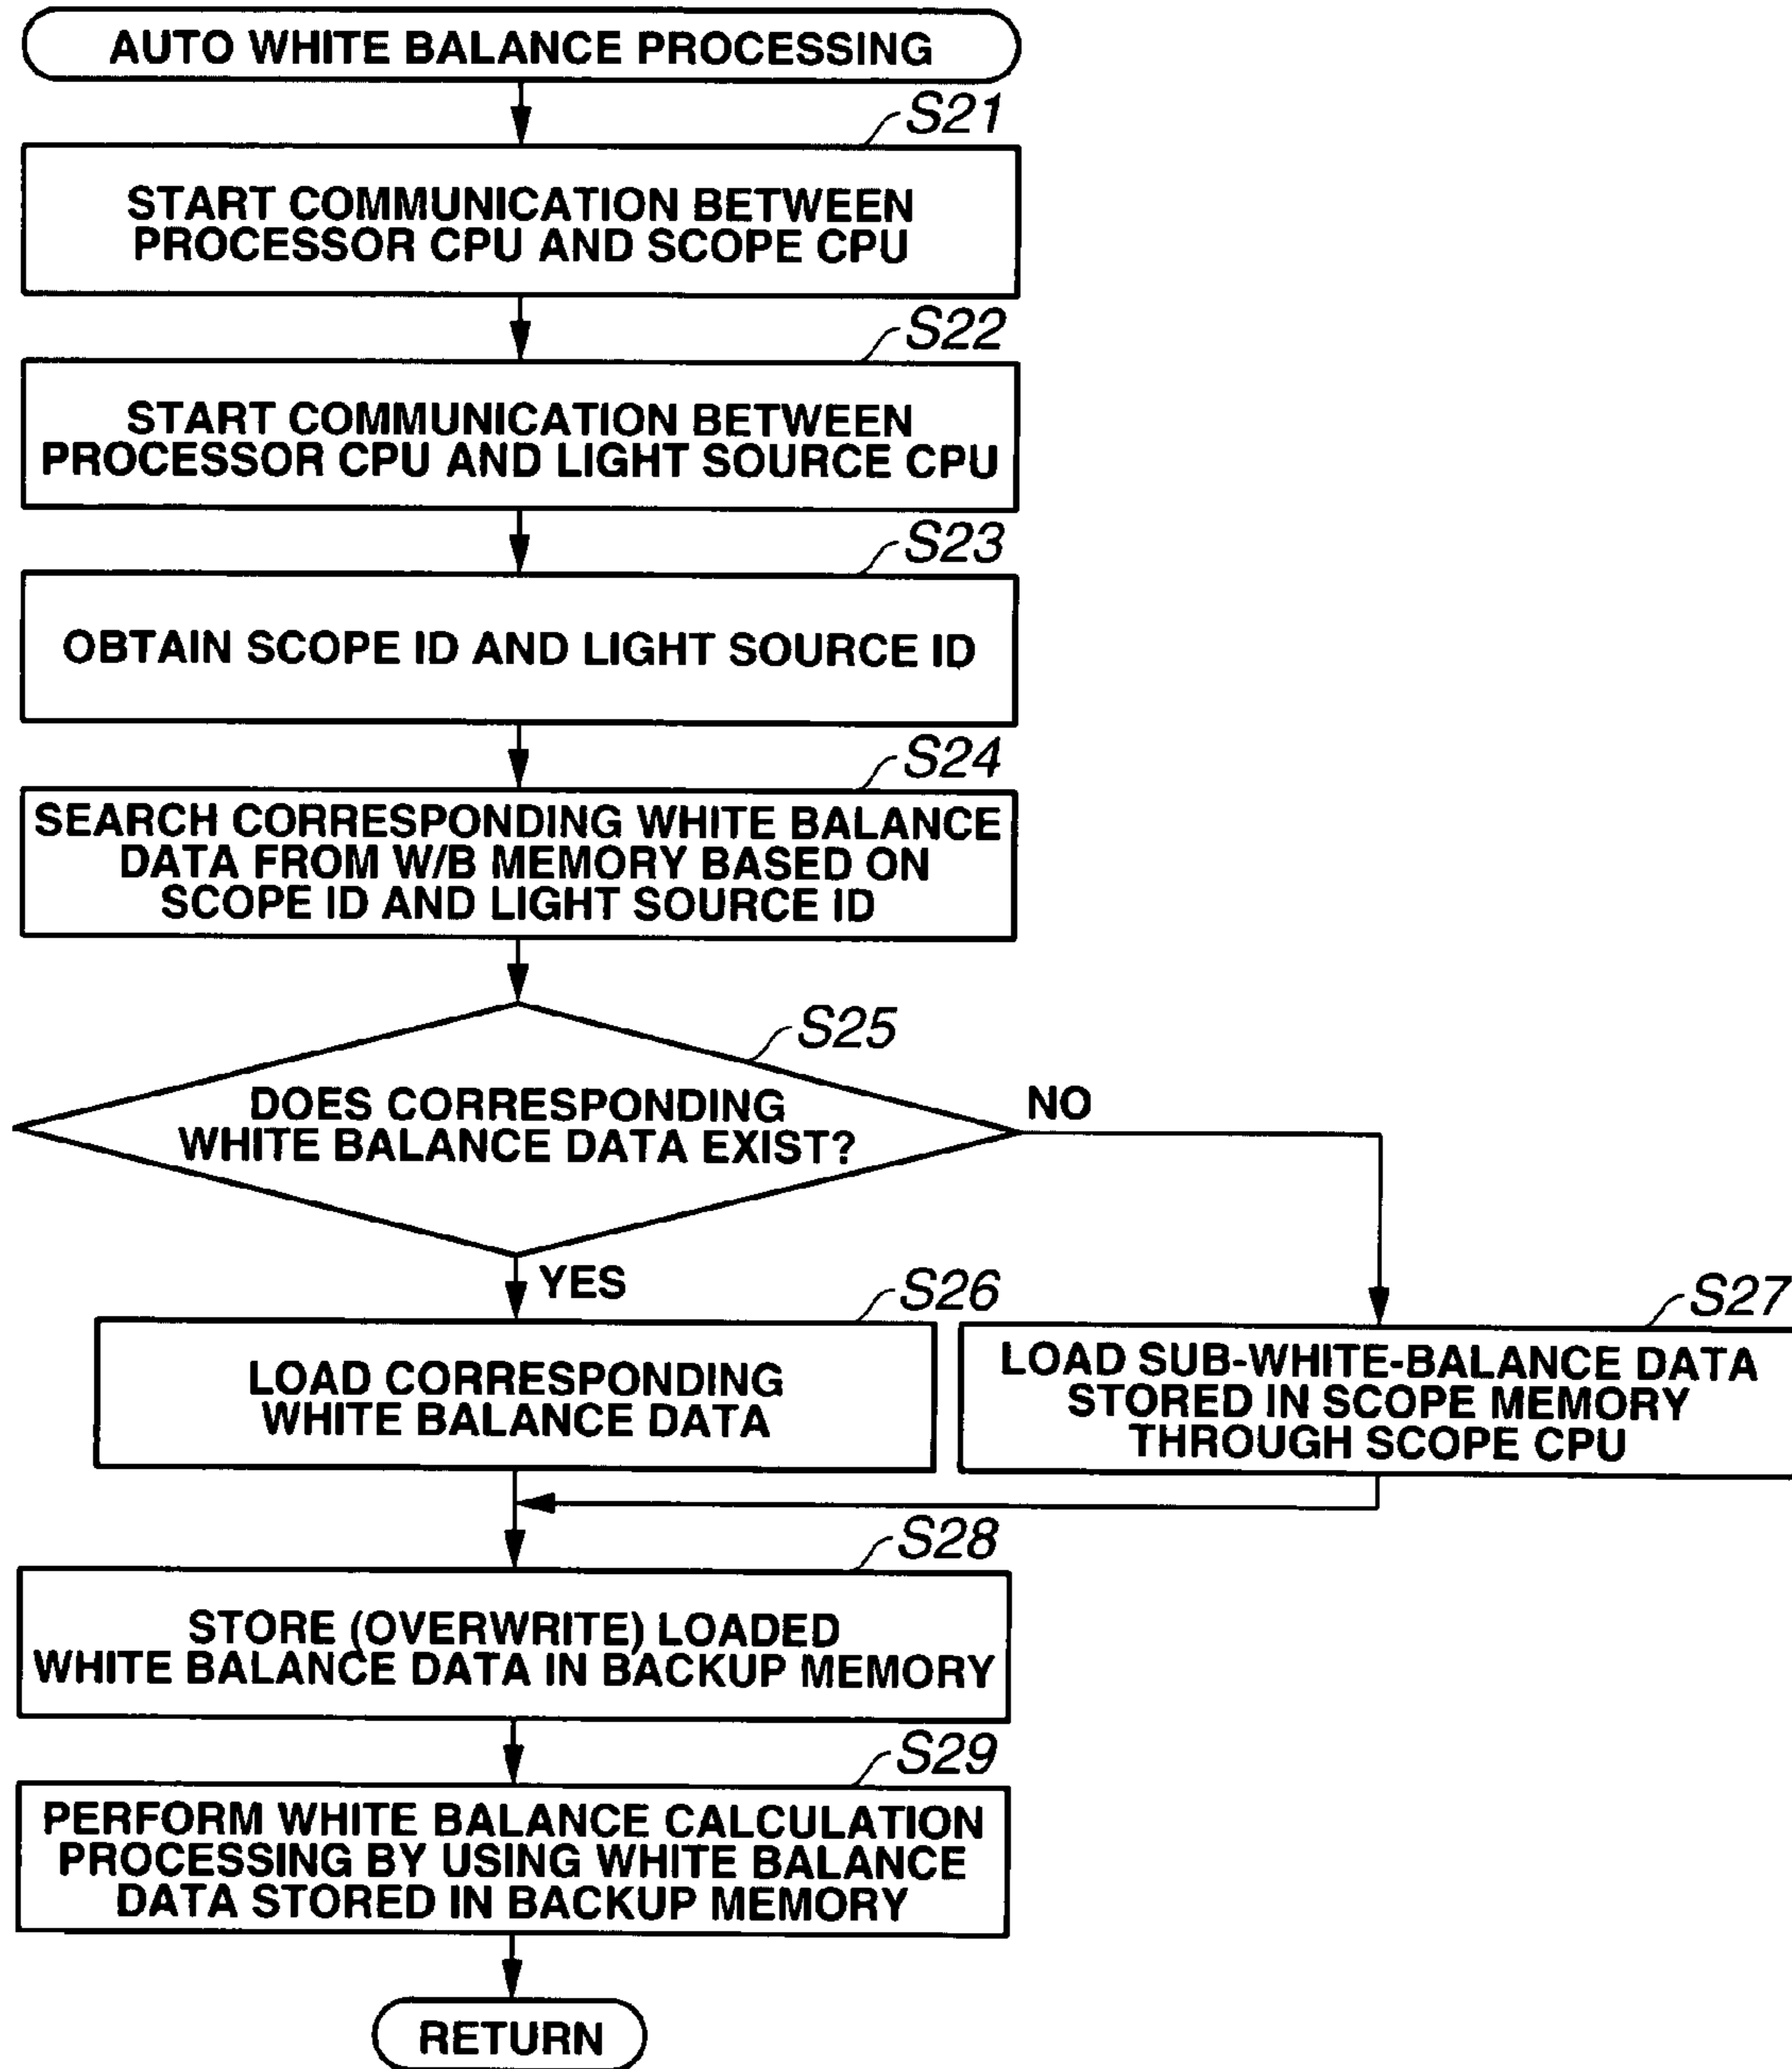 AUTO WHITE BALANCE PROCESSING
S21
START COMMUNICATION BETWEEN
PROCESSOR CPU AND SCOPE CPU
S22
START COMMUNICATION BETWEEN
PROCESSOR CPU AND LIGHT SOURCE CPU
S23
OBTAIN SCOPE ID AND LIGHT SOURCE ID
S24
SEARCH CORRESPONDING WHITE BALANCE
DATA FROM W/B MEMORY BASED ON
SCOPE ID AND LIGHT SOURCE ID
S25
DOES CORRESPONDING
WHITE BALANCE DATA EXIST?
NO
YES
S26
LOAD CORRESPONDING
WHITE BALANCE DATA
S27
LOAD SUB-WHITE-BALANCE DATA
STORED IN SCOPE MEMORY
THROUGH SCOPE CPU
S28
STORE (OVERWRITE) LOADED
WHITE BALANCE DATA IN BACKUP MEMORY
S29
PERFORM WHITE BALANCE CALCULATION
PROCESSING BY USING WHITE BALANCE
DATA STORED IN BACKUP MEMORY
RETURN